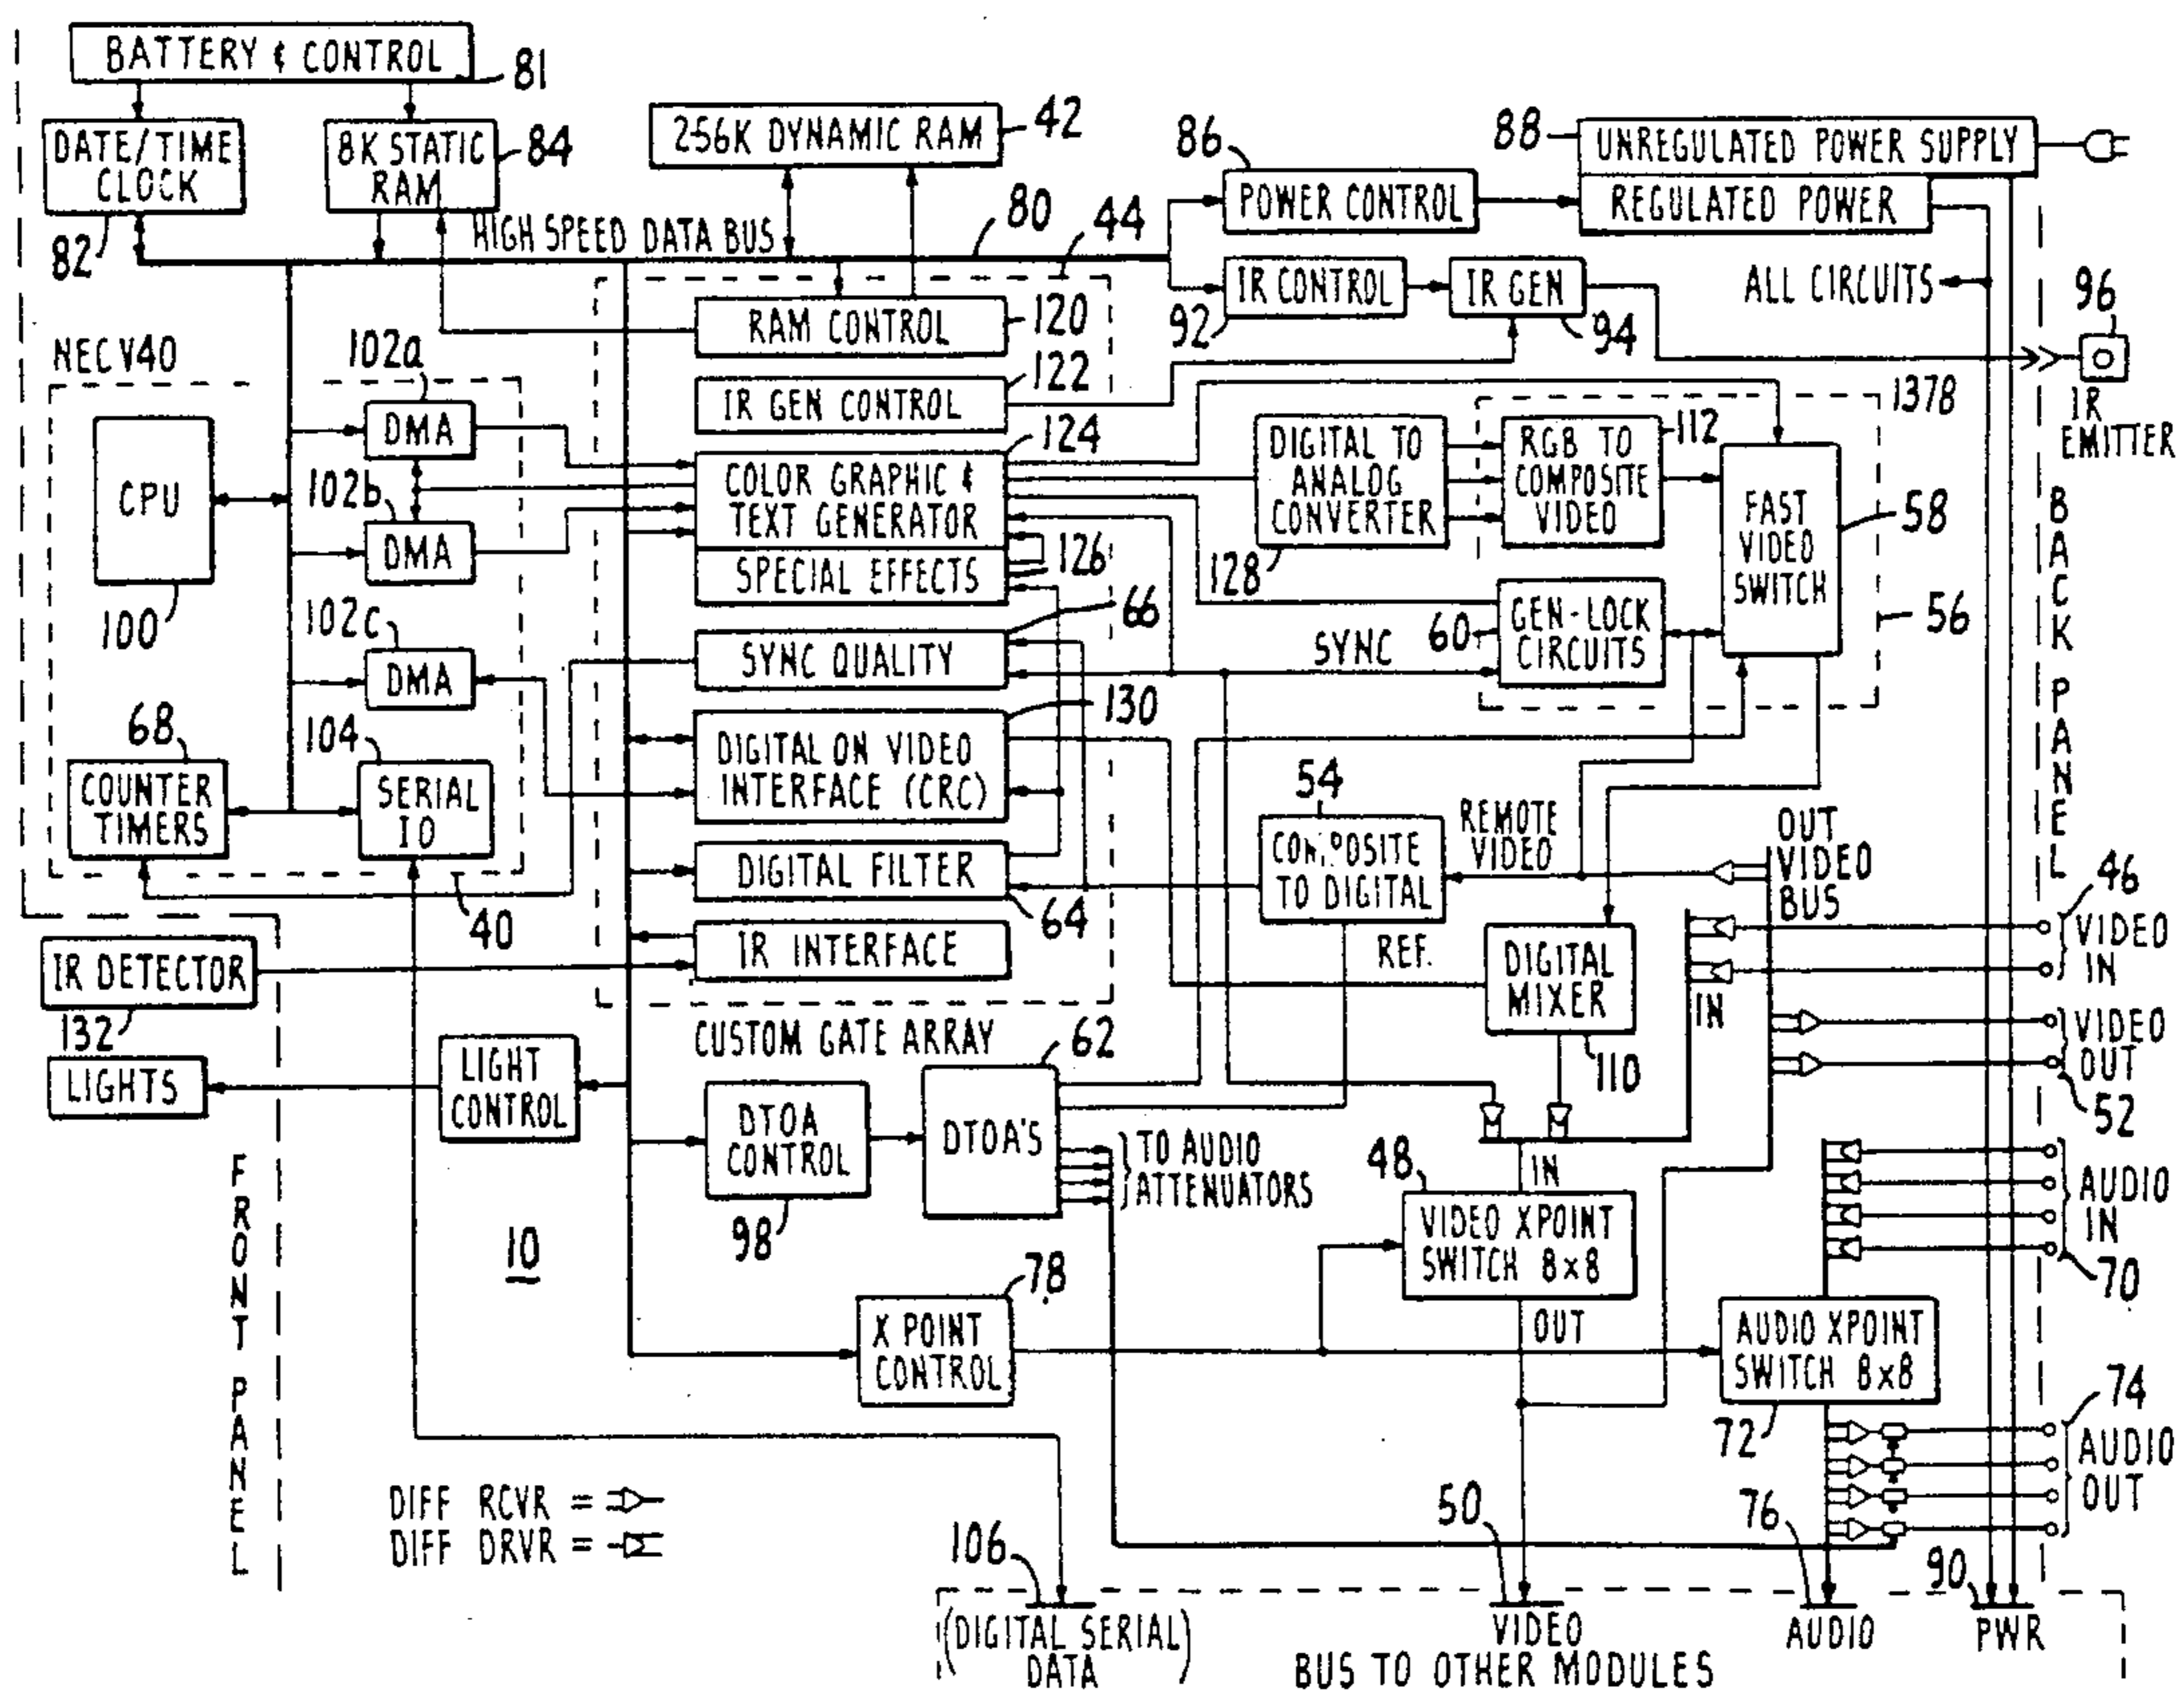 BATTERY & CONTROL
81
DATE/TIME
CLOCK
82
8K STATIC
RAM
84
256K DYNAMIC RAM
42
86
POWER CONTROL
88
UNREGULATED POWER SUPPLY
REGULATED POWER
HIGH SPEED DATA BUS
80
44
ALL CIRCUITS
IR CONTROL
92
IR GEN
94
96
IR
EMITTER
RAM CONTROL
120
NEC V40
102a
DMA
102b
DMA
102c
DMA
CPU
100
IR GEN CONTROL
122
COLOR GRAPHIC &
TEXT GENERATOR
124
SPECIAL EFFECTS
126
DIGITAL TO
ANALOG
CONVERTER
128
RGB TO
COMPOSITE
VIDEO
112
137B
FAST
VIDEO
SWITCH
58
56
SYNC QUALITY
66
SYNC
60
GEN-LOCK
CIRCUITS
68
COUNTER
TIMERS
104
SERIAL
IO
40
DIGITAL ON VIDEO
INTERFACE (CRC)
130
DIGITAL FILTER
64
54
COMPOSITE
TO DIGITAL
REMOTE
VIDEO
REF.
OUT
VIDEO
BUS
BACK PANEL
46
VIDEO
IN
IR DETECTOR
132
IR INTERFACE
DIGITAL
MIXER
110
IN
VIDEO
OUT
52
CUSTOM GATE ARRAY
LIGHTS
LIGHT
CONTROL
DTOA
CONTROL
98
62
DTOA'S
TO AUDIO
ATTENUATORS
IN
48
VIDEO XPOINT
SWITCH 8x8
OUT
AUDIO
IN
70
FRONT PANEL
10
78
X POINT
CONTROL
AUDIO XPOINT
SWITCH 8x8
72
74
AUDIO
OUT
DIFF RCVR =
DIFF DRVR =
106
(DIGITAL SERIAL)
DATA
50
VIDEO
76
AUDIO
90
PWR
BUS TO OTHER MODULES